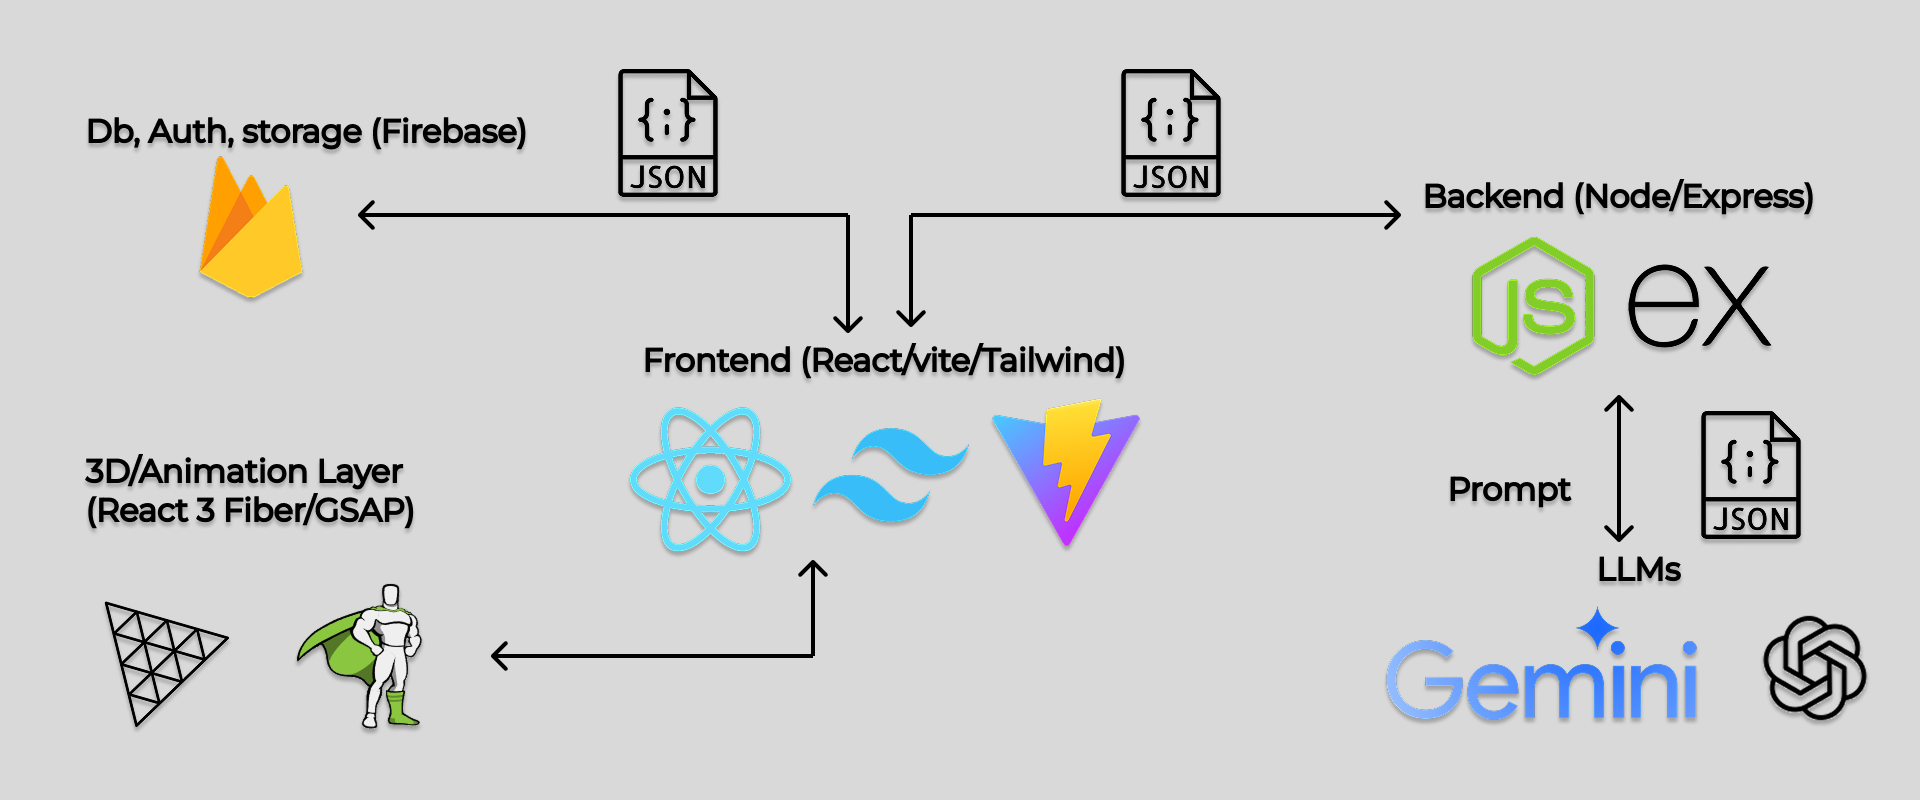 Db, Auth, storage (Firebase)
{;}
JSON
{;}
JSON
Backend (Node/Express)
JS
ex
Frontend (React/vite/Tailwind)
3D/Animation Layer
(React 3 Fiber/GSAP)
Prompt
{;}
JSON
LLMs
Gemini